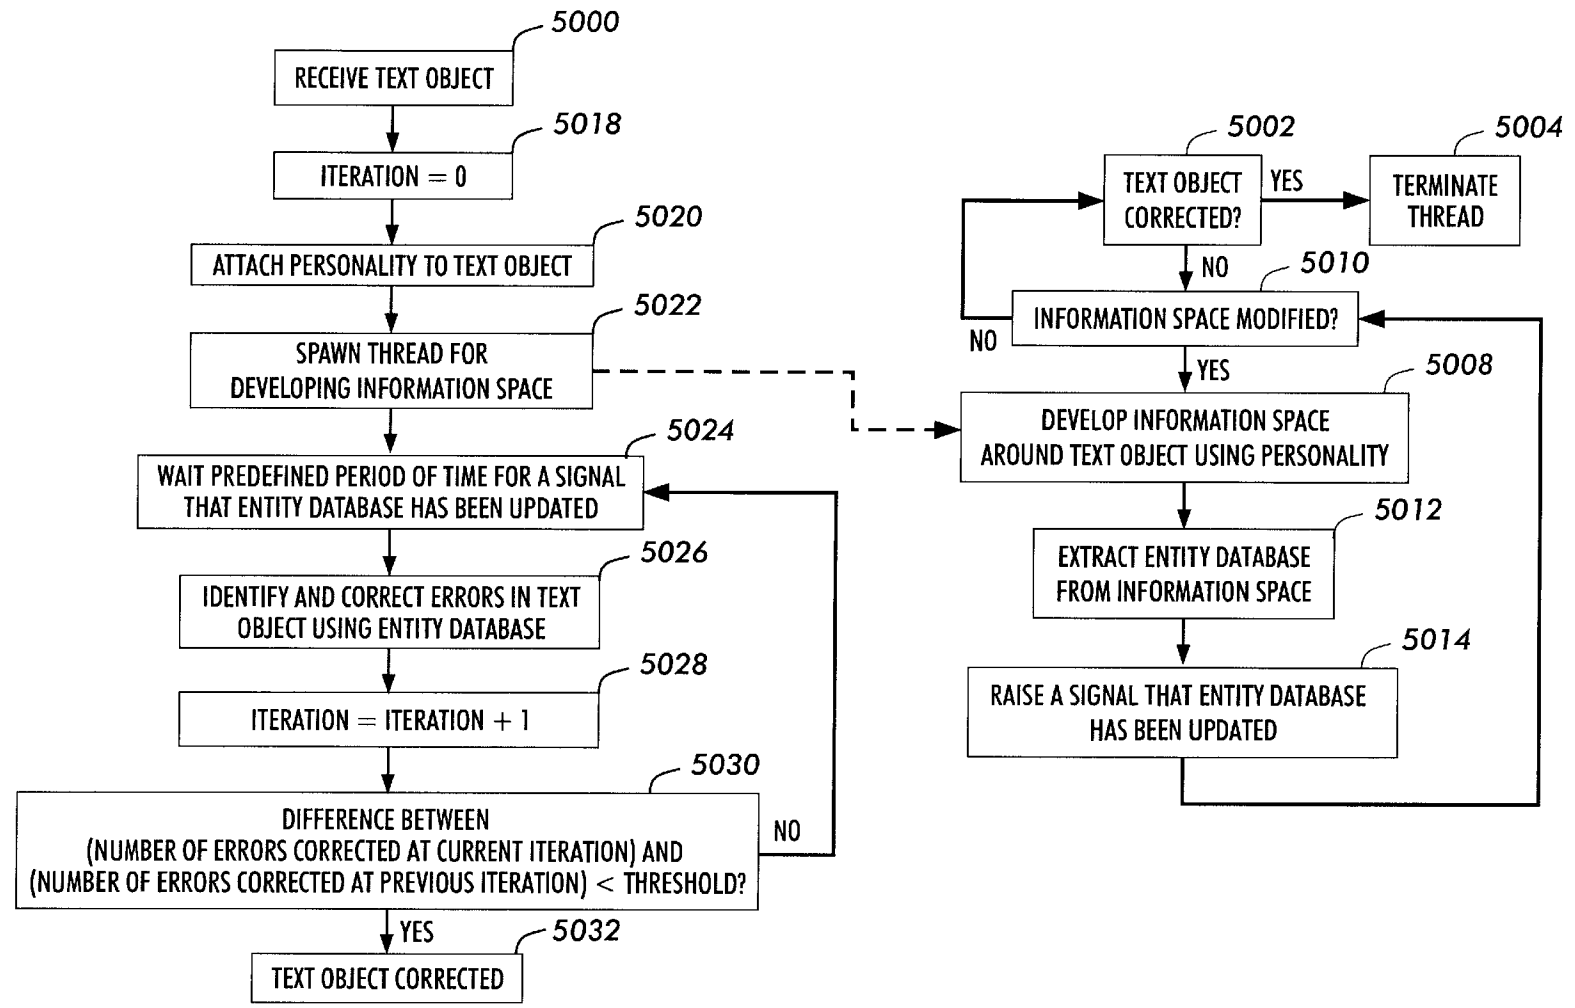 5000
RECEIVE TEXT OBJECT
5018
ITERATION = 0
5020
ATTACH PERSONALITY TO TEXT OBJECT
5022
SPAWN THREAD FOR
DEVELOPING INFORMATION SPACE
5024
WAIT PREDEFINED PERIOD OF TIME FOR A SIGNAL
THAT ENTITY DATABASE HAS BEEN UPDATED
5026
IDENTIFY AND CORRECT ERRORS IN TEXT
OBJECT USING ENTITY DATABASE
5028
ITERATION = ITERATION + 1
5030
DIFFERENCE BETWEEN
(NUMBER OF ERRORS CORRECTED AT CURRENT ITERATION) AND
(NUMBER OF ERRORS CORRECTED AT PREVIOUS ITERATION) < THRESHOLD?
NO
YES
5032
TEXT OBJECT CORRECTED
5002
TEXT OBJECT
CORRECTED?
YES
5004
TERMINATE
THREAD
NO
5010
INFORMATION SPACE MODIFIED?
NO
YES
5008
DEVELOP INFORMATION SPACE
AROUND TEXT OBJECT USING PERSONALITY
5012
EXTRACT ENTITY DATABASE
FROM INFORMATION SPACE
5014
RAISE A SIGNAL THAT ENTITY DATABASE
HAS BEEN UPDATED